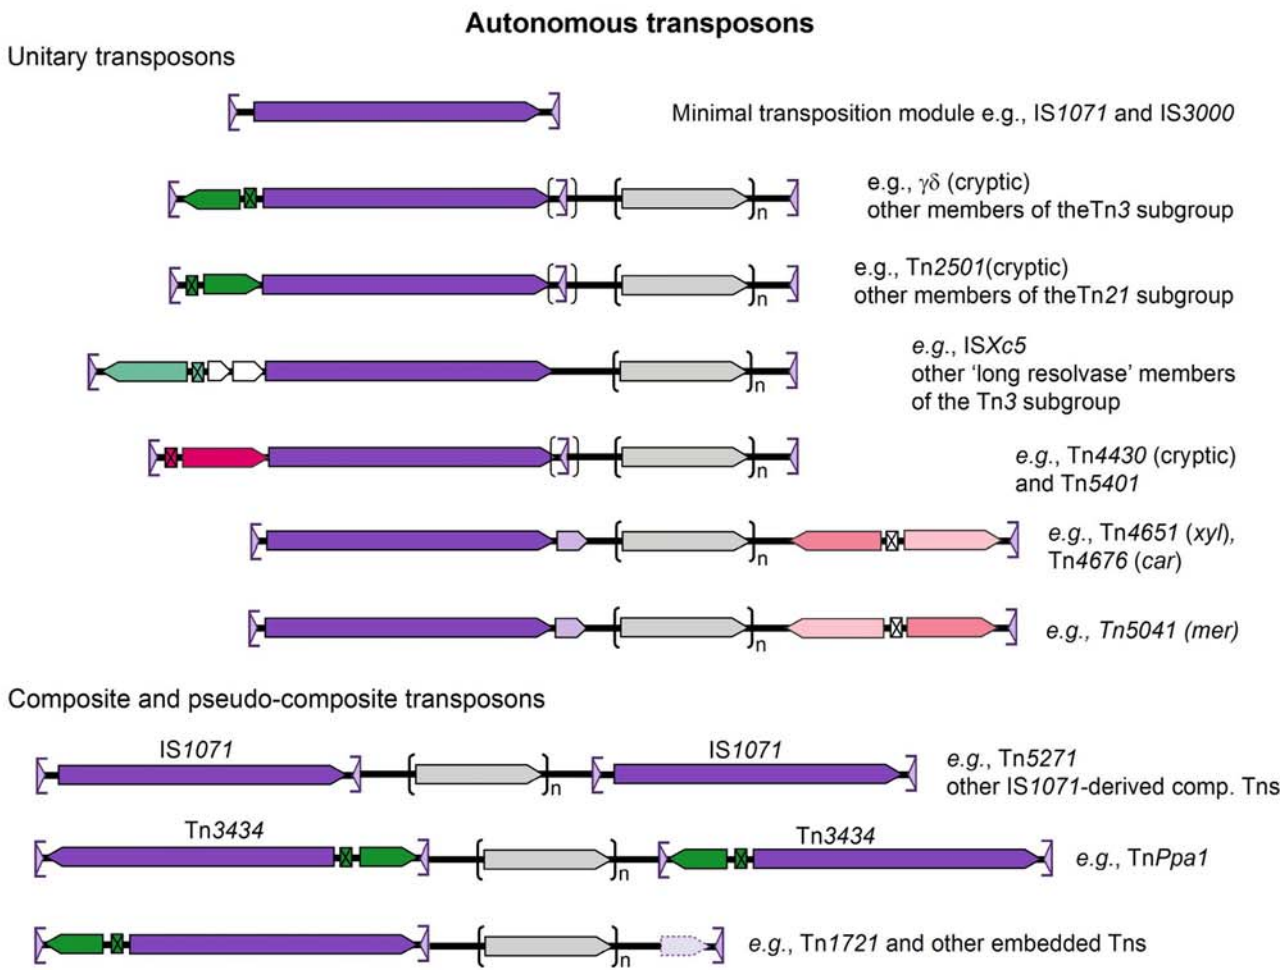 Autonomous transposons
Unitary transposons
Minimal transposition module e.g., IS1071 and IS3000
e.g., γδ (cryptic)
other members of theTn3 subgroup
n
e.g., Tn2501(cryptic)
other members of theTn21 subgroup
n
e.g., ISXc5
other ‘long resolvase’ members
of the Tn3 subgroup
n
e.g., Tn4430 (cryptic)
and Tn5401
n
e.g., Tn4651 (xyl),
Tn4676 (car)
n
e.g., Tn5041 (mer)
n
Composite and pseudo-composite transposons
IS1071
IS1071
e.g., Tn5271
other IS1071-derived comp. Tns
n
Tn3434
Tn3434
e.g., TnPpa1
n
e.g., Tn1721 and other embedded Tns
n